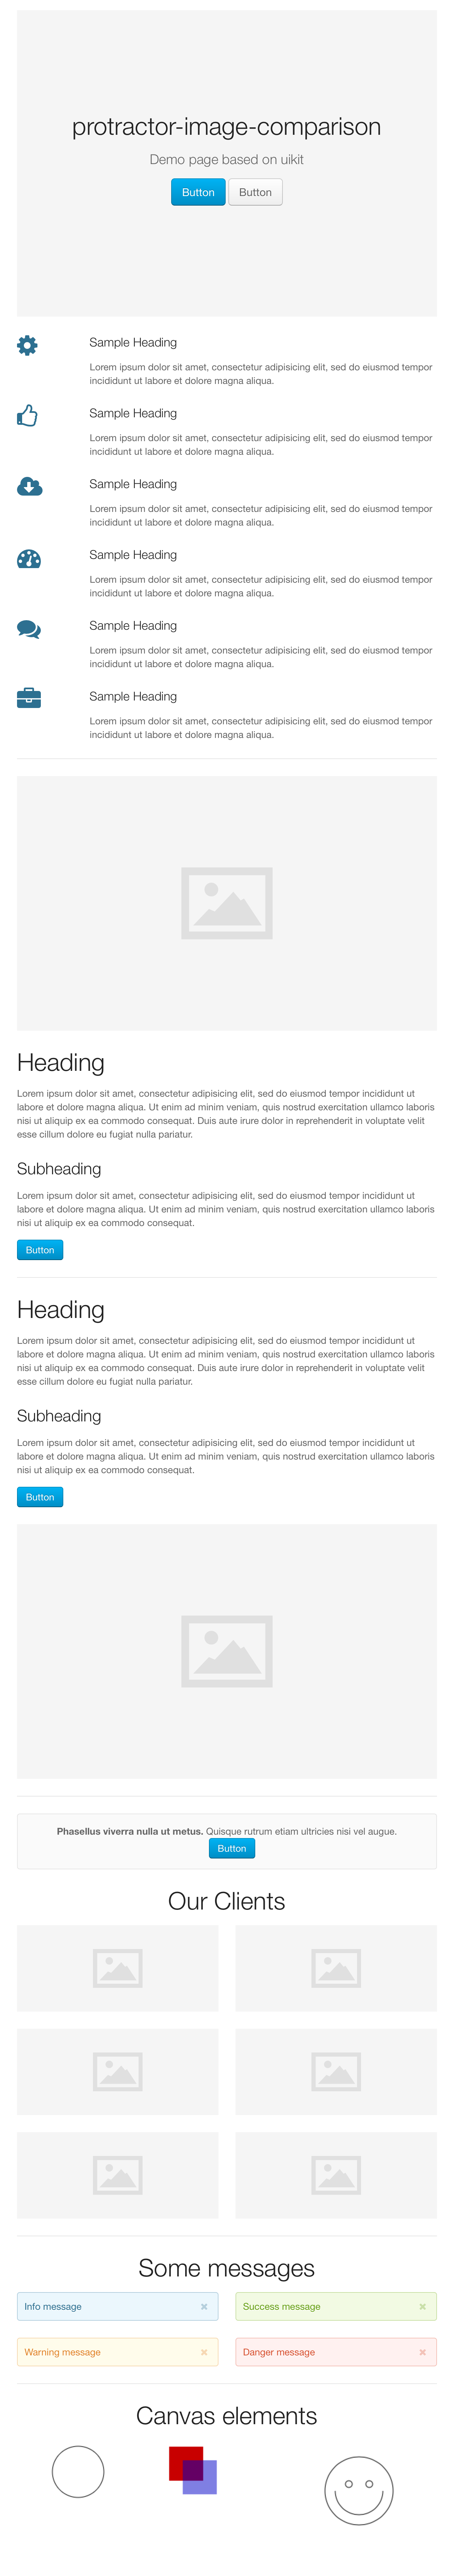 protractor-image-comparison
Demo page based on uikit
Button Button
Sample Heading
Lorem ipsum dolor sit amet, consectetur adipisicing elit, sed do eiusmod tempor
incididunt ut labore et dolore magna aliqua.
Sample Heading
Lorem ipsum dolor sit amet, consectetur adipisicing elit, sed do eiusmod tempor
incididunt ut labore et dolore magna aliqua.
Sample Heading
Lorem ipsum dolor sit amet, consectetur adipisicing elit, sed do eiusmod tempor
incididunt ut labore et dolore magna aliqua.
Sample Heading
Lorem ipsum dolor sit amet, consectetur adipisicing elit, sed do eiusmod tempor
incididunt ut labore et dolore magna aliqua.
Sample Heading
Lorem ipsum dolor sit amet, consectetur adipisicing elit, sed do eiusmod tempor
incididunt ut labore et dolore magna aliqua.
Sample Heading
Lorem ipsum dolor sit amet, consectetur adipisicing elit, sed do eiusmod tempor
incididunt ut labore et dolore magna aliqua.
Heading
Lorem ipsum dolor sit amet, consectetur adipisicing elit, sed do eiusmod tempor incididunt ut
labore et dolore magna aliqua. Ut enim ad minim veniam, quis nostrud exercitation ullamco laboris
nisi ut aliquip ex ea commodo consequat. Duis aute irure dolor in reprehenderit in voluptate velit
esse cillum dolore eu fugiat nulla pariatur.
Subheading
Lorem ipsum dolor sit amet, consectetur adipisicing elit, sed do eiusmod tempor incididunt ut
labore et dolore magna aliqua. Ut enim ad minim veniam, quis nostrud exercitation ullamco laboris
nisi ut aliquip ex ea commodo consequat.
Button
Heading
Lorem ipsum dolor sit amet, consectetur adipisicing elit, sed do eiusmod tempor incididunt ut
labore et dolore magna aliqua. Ut enim ad minim veniam, quis nostrud exercitation ullamco laboris
nisi ut aliquip ex ea commodo consequat. Duis aute irure dolor in reprehenderit in voluptate velit
esse cillum dolore eu fugiat nulla pariatur.
Subheading
Lorem ipsum dolor sit amet, consectetur adipisicing elit, sed do eiusmod tempor incididunt ut
labore et dolore magna aliqua. Ut enim ad minim veniam, quis nostrud exercitation ullamco laboris
nisi ut aliquip ex ea commodo consequat.
Button
Phasellus viverra nulla ut metus. Quisque rutrum etiam ultricies nisi vel augue.
Button
Our Clients
Some messages
Info message
Success message
Warning message
Danger message
Canvas elements